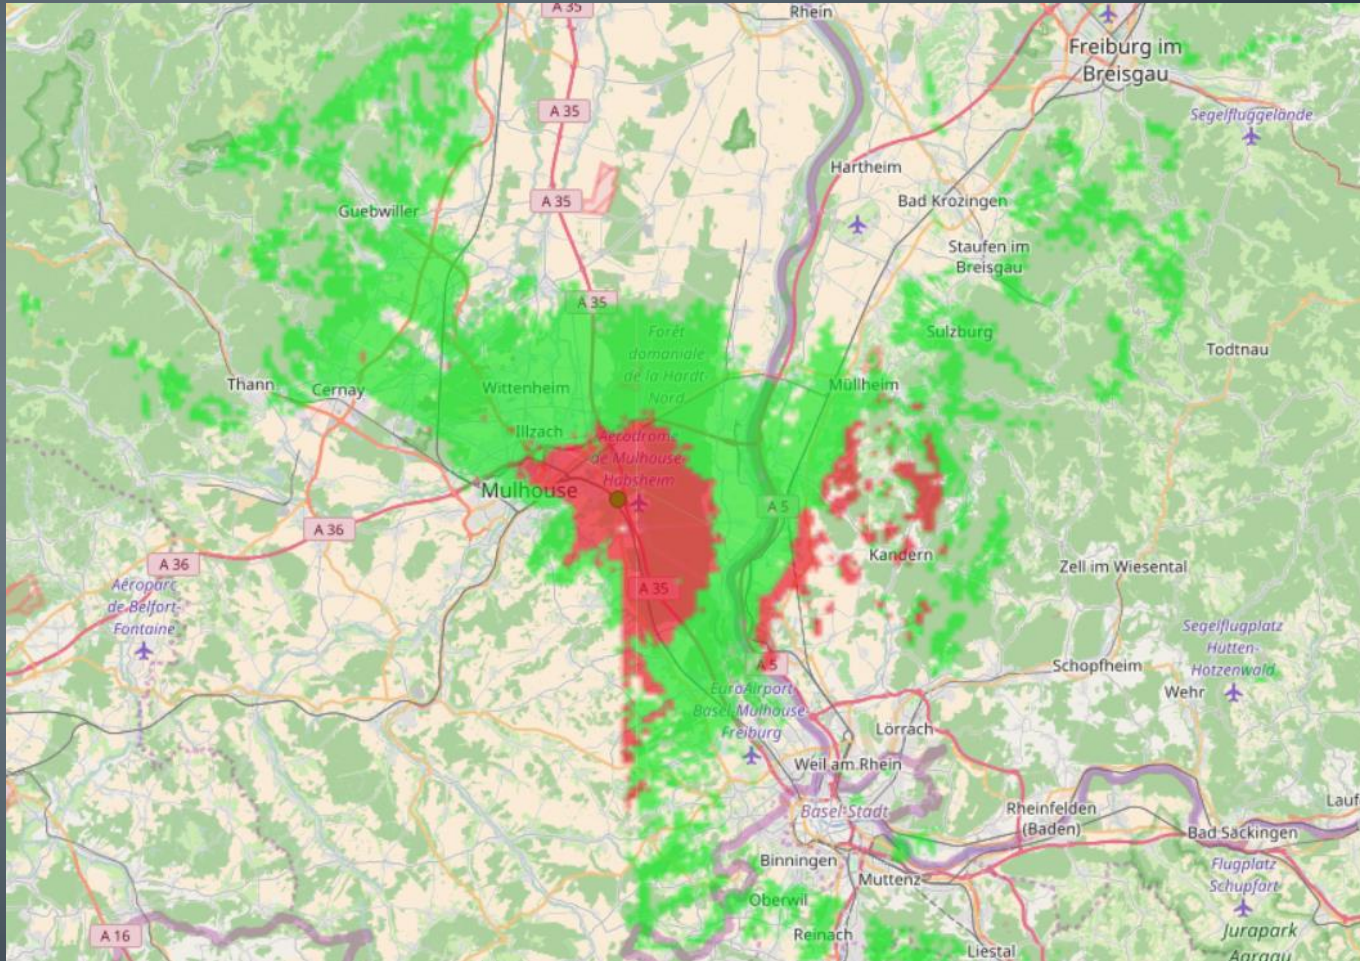 A 35
Rhein
Freiburg im
Breisgau
A 35
Segelfluggelände
Hartheim
A 35
Bad Krozingen
Guebwiller
Staufen im
Breisgau
A 35
Forêt
domaniale
de la Hardt-
Nord
Sulzburg
Todtnau
Thann
Cernay
Wittenheim
Müllheim
Illzach
Aérodrome
de Mulhouse-
Habsheim
Mulhouse
A 5
A 36
Kandern
A 36
Zell im Wiesental
Aéroparc
de Belfort-
Fontaine
A 35
Segelflugplatz
Hütten-
Hotzenwald
A 5
Schopfheim
Wehr
EuroAirport
Basel-Mulhouse-
Freiburg
Lörrach
Weil am Rhein
Basel-Stadt
Rheinfelden
(Baden)
Lauf
Bad Säckingen
Binningen
Muttenz
Flugplatz
Schupfart
Oberwil
A 16
Reinach
Liestal
Jurapark
Aargau